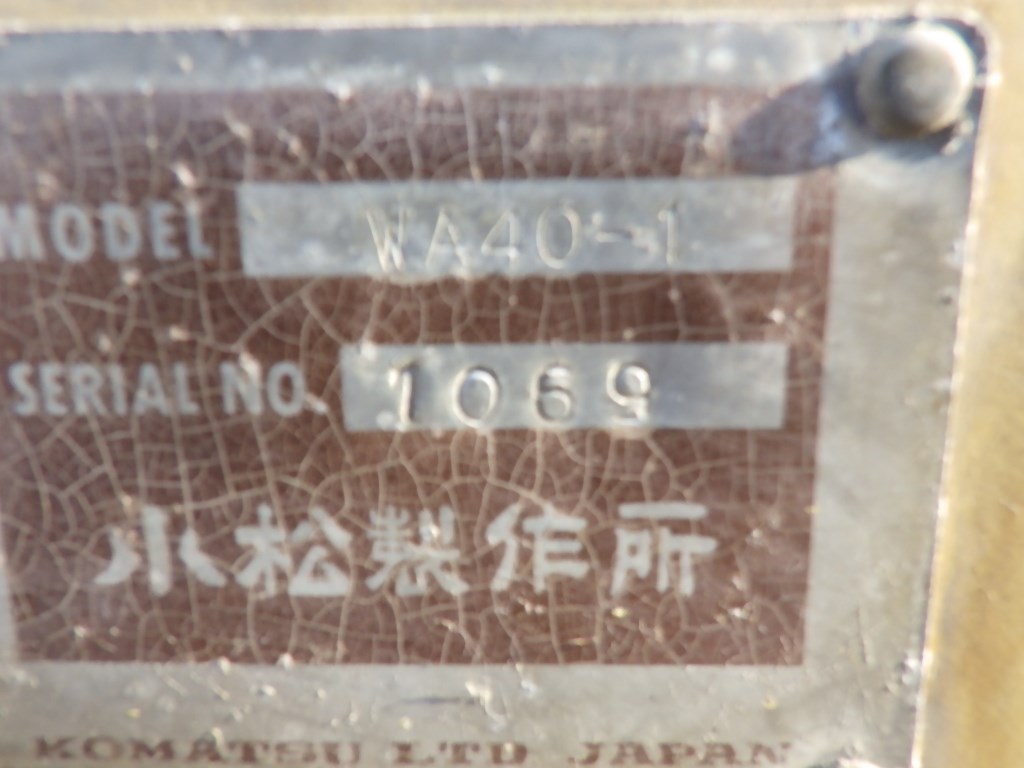 MODEL WA40-1
SERIAL NO. 1069
小松製作所
KOMATSU LTD JAPAN